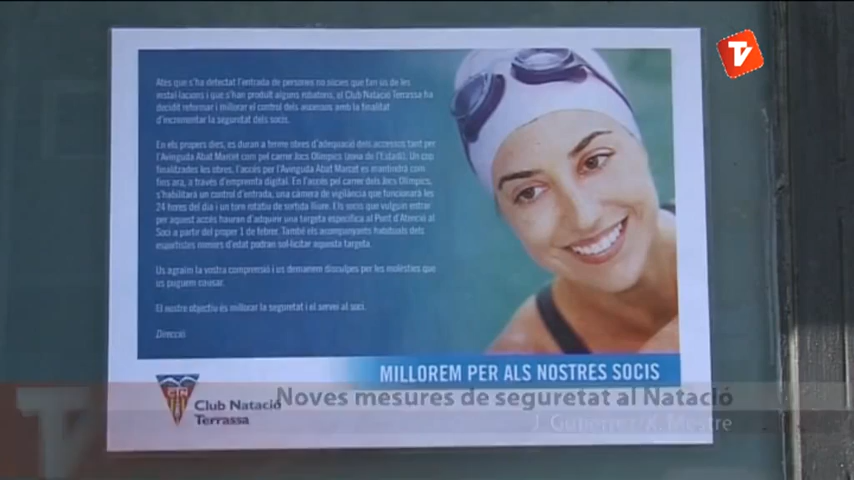 TV
Atès que s'ha detectat l'entrada de persones no sòcies que fan ús de les
instal·lacions i que s'han produït alguns robatoris, el Club Natació Terrassa ha
decidit reformar i millorar el control dels accessos amb la finalitat
d'incrementar la seguretat dels socis.
En els propers dies, es duran a terme obres d'adequació dels accessos tant per
l'Avinguda Abat Marcet com pel carrer Jocs Olímpics (zona de l'Estadi). Un cop
finalitzades les obres, l'accés per l'Avinguda Abat Marcet es mantindrà com
fins ara, a través d'emprenta digital. En l'accés pel carrer dels Jocs Olímpics,
s'habilitarà un control d'entrada, una càmera de vigilància que funcionarà les
24 hores del dia i un torn rotatiu de sortida lliure. Els socis que vulguin entrar
per aquest accés hauran d'adquirir una targeta específica al Punt d'Atenció al
Soci a partir del proper 1 de febrer. També els acompanyants habituals dels
esportistes menors d'edat podran sol·licitar aquesta targeta.
Us agraïm la vostra comprensió i us demanem disculpes per les molèsties que
us puguem causar.
El nostre objectiu és millorar la seguretat i el servei al soci.
Direcció
MILLOREM PER ALS NOSTRES SOCIS
CTN
Club Natació
Terrassa
Noves mesures de seguretat al Natació
J. Gutierrez / X. Mestre
TV